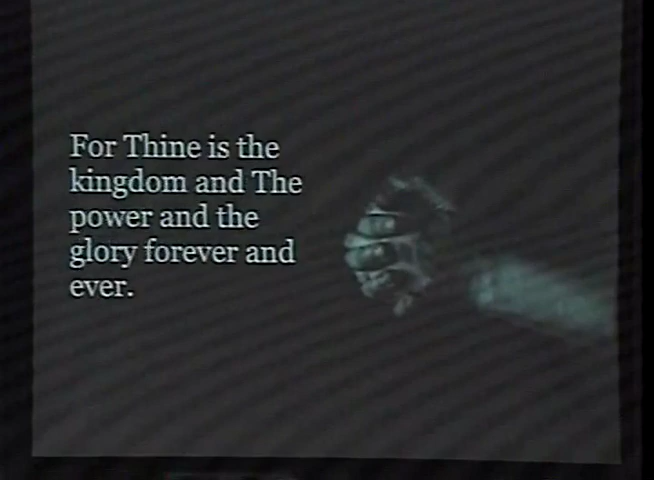 For Thine is the
kingdom and The
power and the
glory forever and
ever.